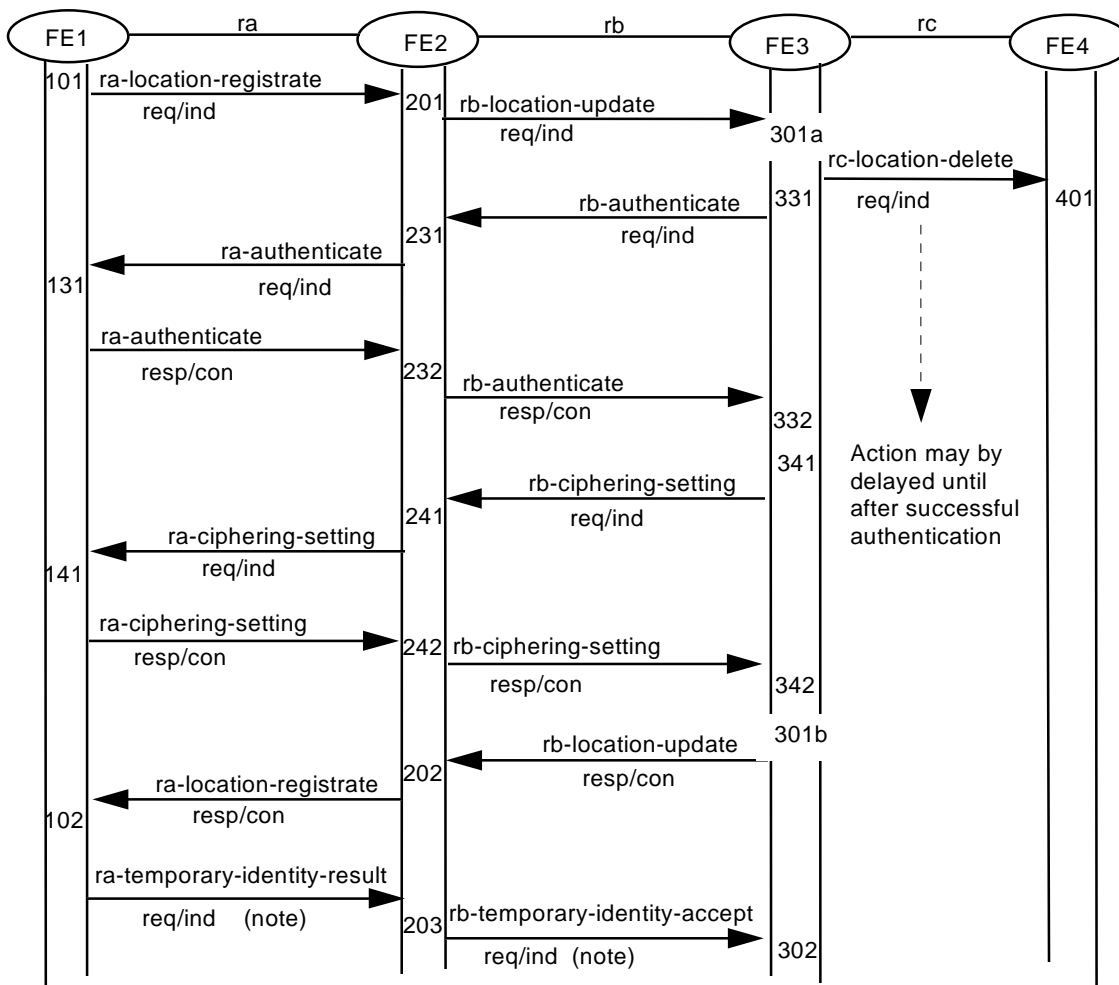 ra
rb
rc
FE1
FE2
FE3
FE4
101
ra-location-registrate
req/ind
201
rb-location-update
req/ind
301a
rc-location-delete
req/ind
401
331
rb-authenticate
req/ind
231
ra-authenticate
req/ind
131
ra-authenticate
resp/con
232
rb-authenticate
resp/con
332
341
Action may by
delayed until
after successful
authentication
rb-ciphering-setting
req/ind
241
ra-ciphering-setting
req/ind
141
ra-ciphering-setting
resp/con
242
rb-ciphering-setting
resp/con
342
301b
rb-location-update
resp/con
202
ra-location-registrate
resp/con
102
ra-temporary-identity-result
req/ind (note)
203
rb-temporary-identity-accept
req/ind (note)
302